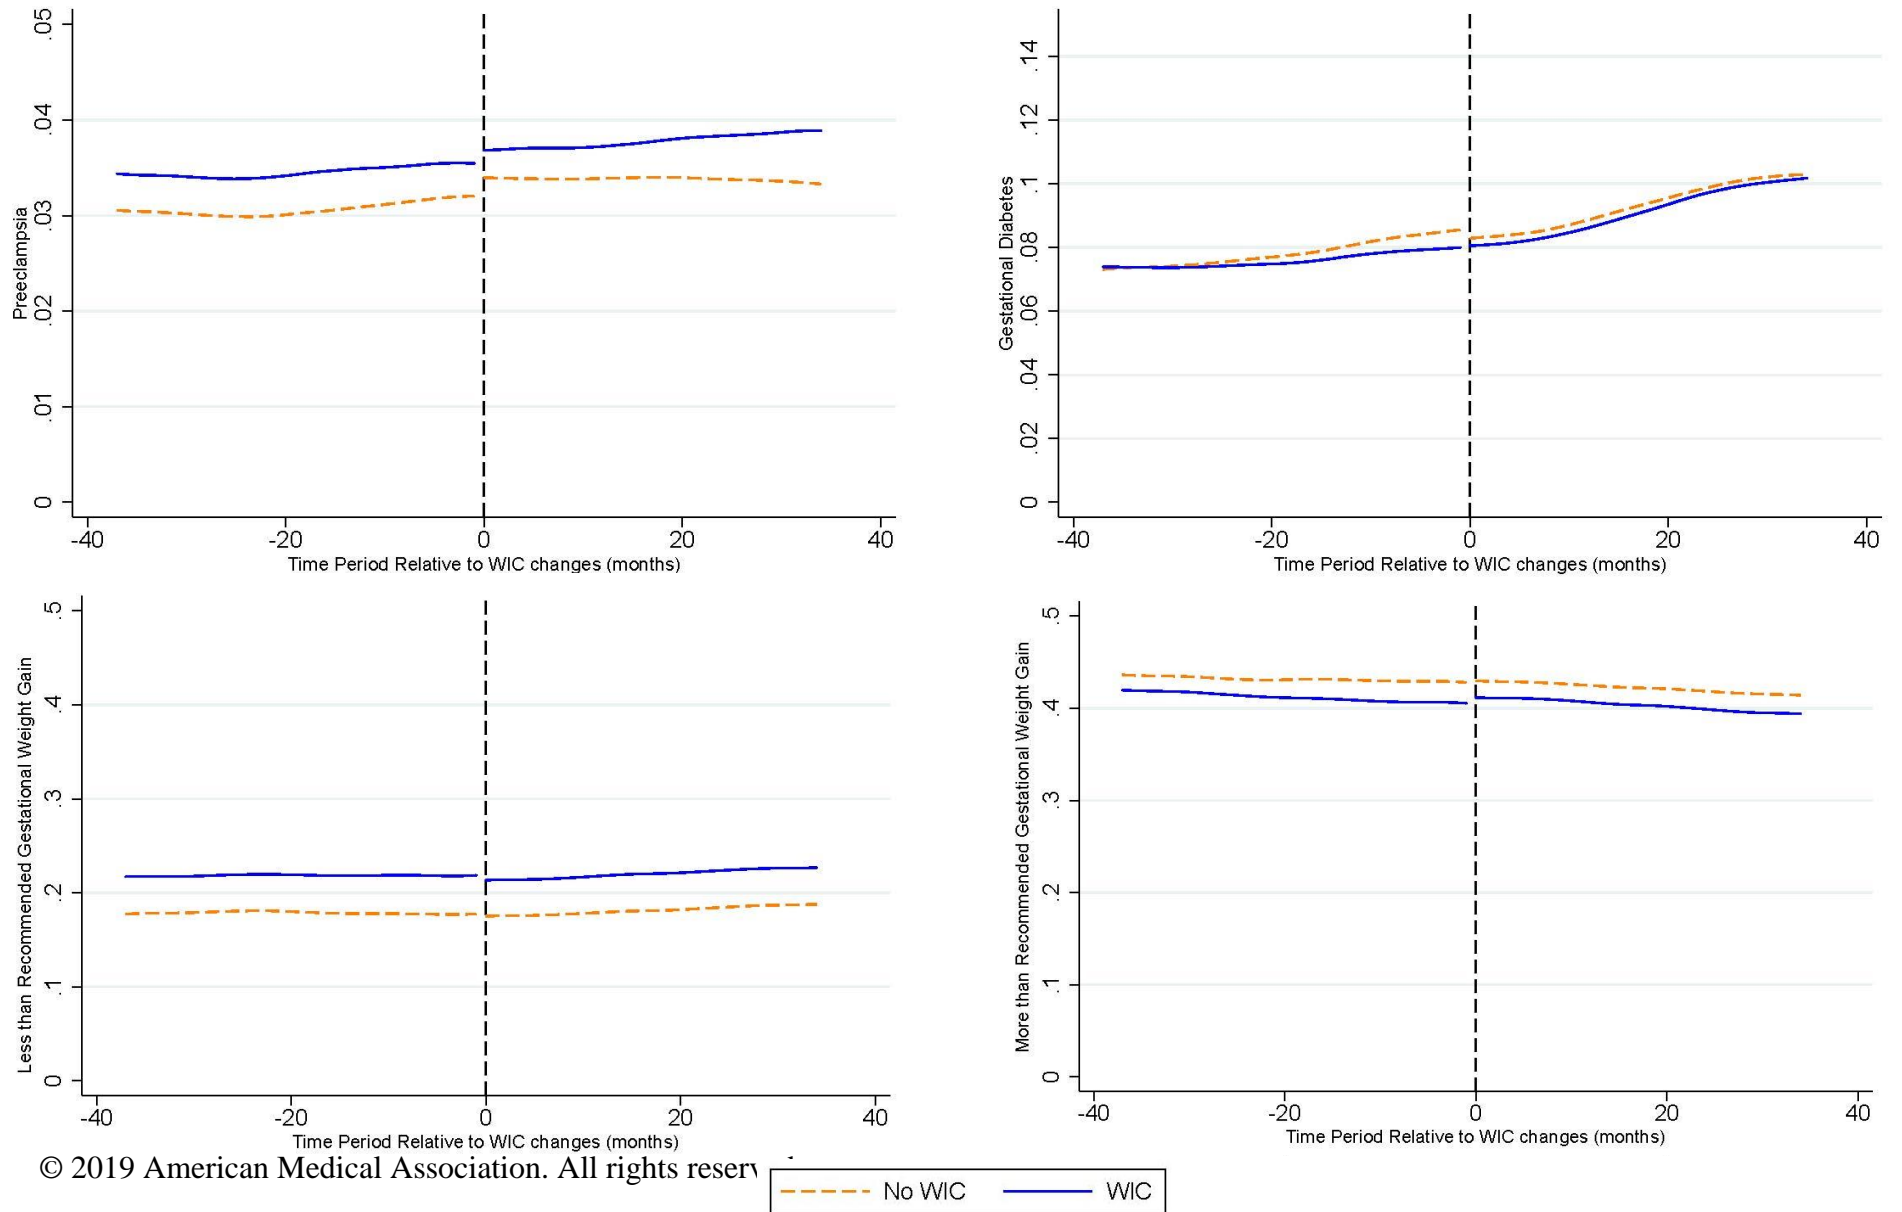 Preeclampsia
.05
.04
.03
.02
.01
0
-40 -20 0 20 40
Time Period Relative to WIC changes (months)
Gestational Diabetes
.14
.12
.1
.08
.06
.04
.02
0
-40 -20 0 20 40
Time Period Relative to WIC changes (months)
Less than Recommended Gestational Weight Gain
.5
.4
.3
.2
.1
0
-40 -20 0 20 40
Time Period Relative to WIC changes (months)
More than Recommended Gestational Weight Gain
.5
.4
.3
.2
.1
0
-40 -20 0 20 40
Time Period Relative to WIC changes (months)
© 2019 American Medical Association. All rights
No WIC WIC